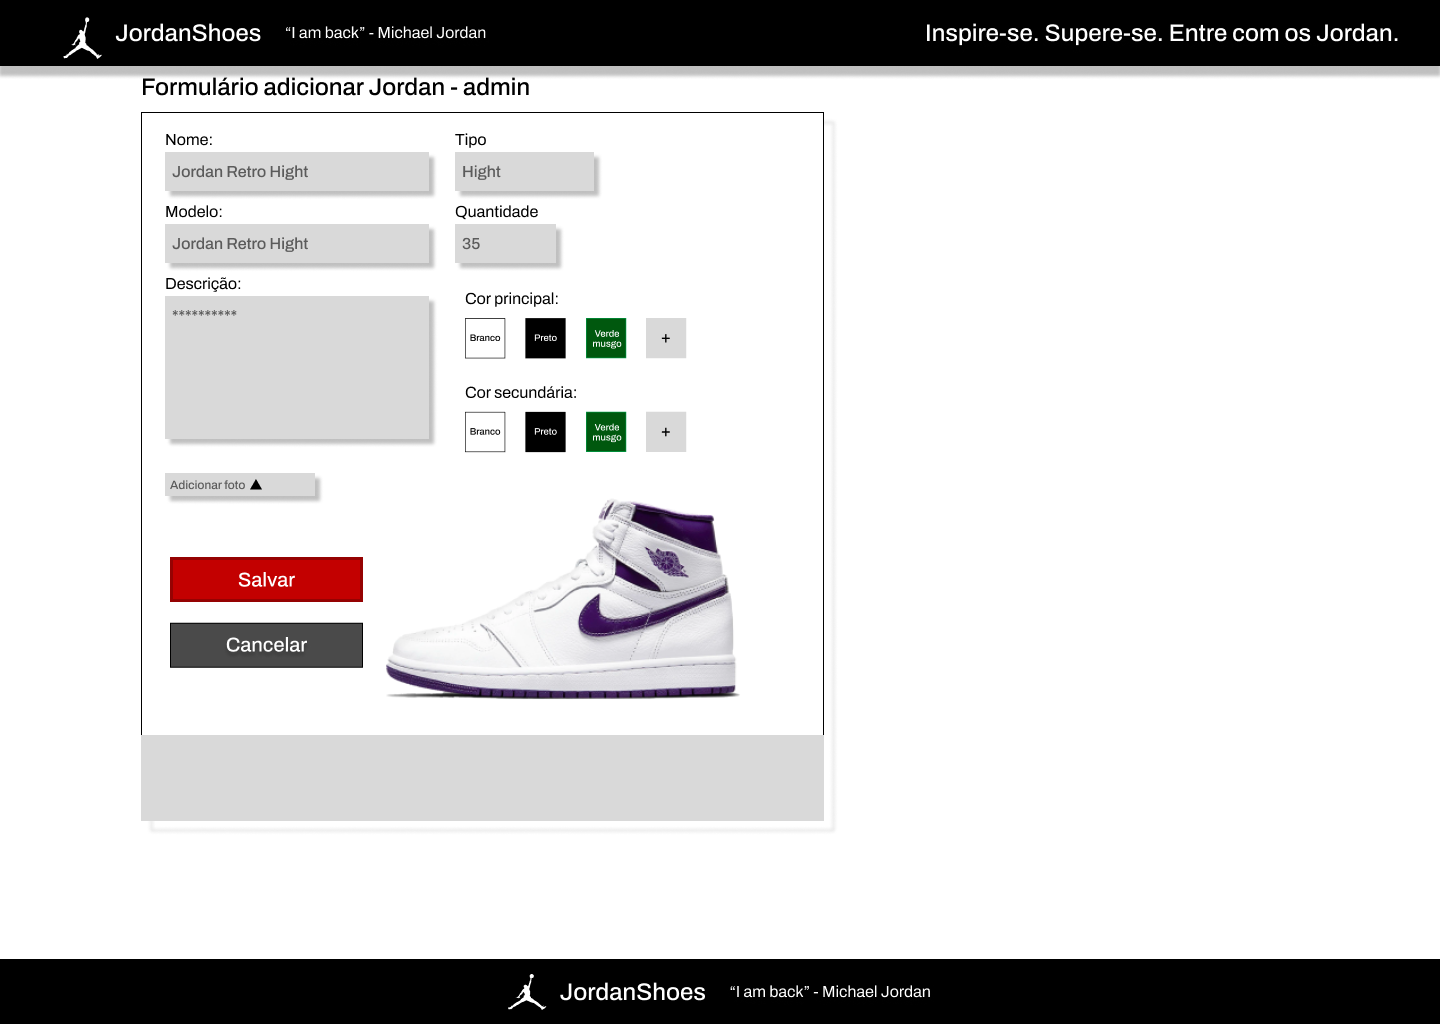 JordanShoes
“I am back” - Michael Jordan
Inspire-se. Supere-se. Entre com os Jordan.
Formulário adicionar Jordan - admin
Nome:
Jordan Retro Hight
Tipo
Hight
Modelo:
Jordan Retro Hight
Quantidade
35
Descrição:
**********
Cor principal:
Branco
Preto
Verde
musgo
+
Cor secundária:
Branco
Preto
Verde
musgo
+
Adicionar foto
Salvar
Cancelar
JordanShoes
“I am back” - Michael Jordan